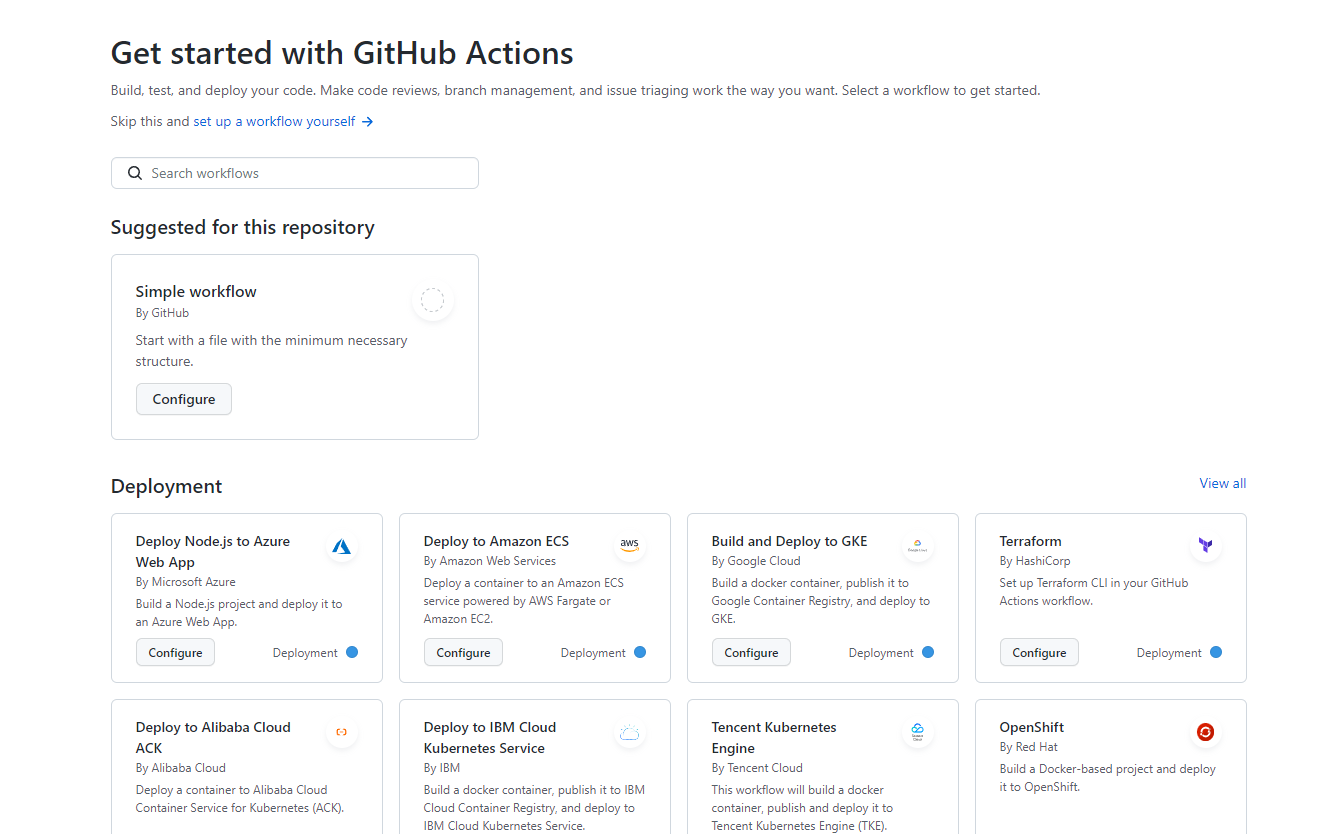 Get started with GitHub Actions
Build, test, and deploy your code. Make code reviews, branch management, and issue triaging work the way you want. Select a workflow to get started.
Skip this and set up a workflow yourself →
Search workflows
Suggested for this repository
Simple workflow
By GitHub
Start with a file with the minimum necessary
structure.
Configure
Deployment
View all
Deploy Node.js to Azure
Web App
By Microsoft Azure
Build a Node.js project and deploy it to
an Azure Web App.
Configure
Deployment
Deploy to Amazon ECS
aws
By Amazon Web Services
Deploy a container to an Amazon ECS
service powered by AWS Fargate or
Amazon EC2.
Configure
Deployment
Build and Deploy to GKE
By Google Cloud
Build a docker container, publish it to
Google Container Registry, and deploy to
GKE.
Configure
Deployment
Terraform
By HashiCorp
Set up Terraform CLI in your GitHub
Actions workflow.
Configure
Deployment
Deploy to Alibaba Cloud
ACK
By Alibaba Cloud
Deploy a container to Alibaba Cloud
Container Service for Kubernetes (ACK).
Deploy to IBM Cloud
Kubernetes Service
By IBM
Build a docker container, publish it to IBM
Cloud Container Registry, and deploy to
IBM Cloud Kubernetes Service.
Tencent Kubernetes
Engine
By Tencent Cloud
This workflow will build a docker
container, publish and deploy it to
Tencent Kubernetes Engine (TKE).
OpenShift
By Red Hat
Build a Docker-based project and deploy
it to OpenShift.